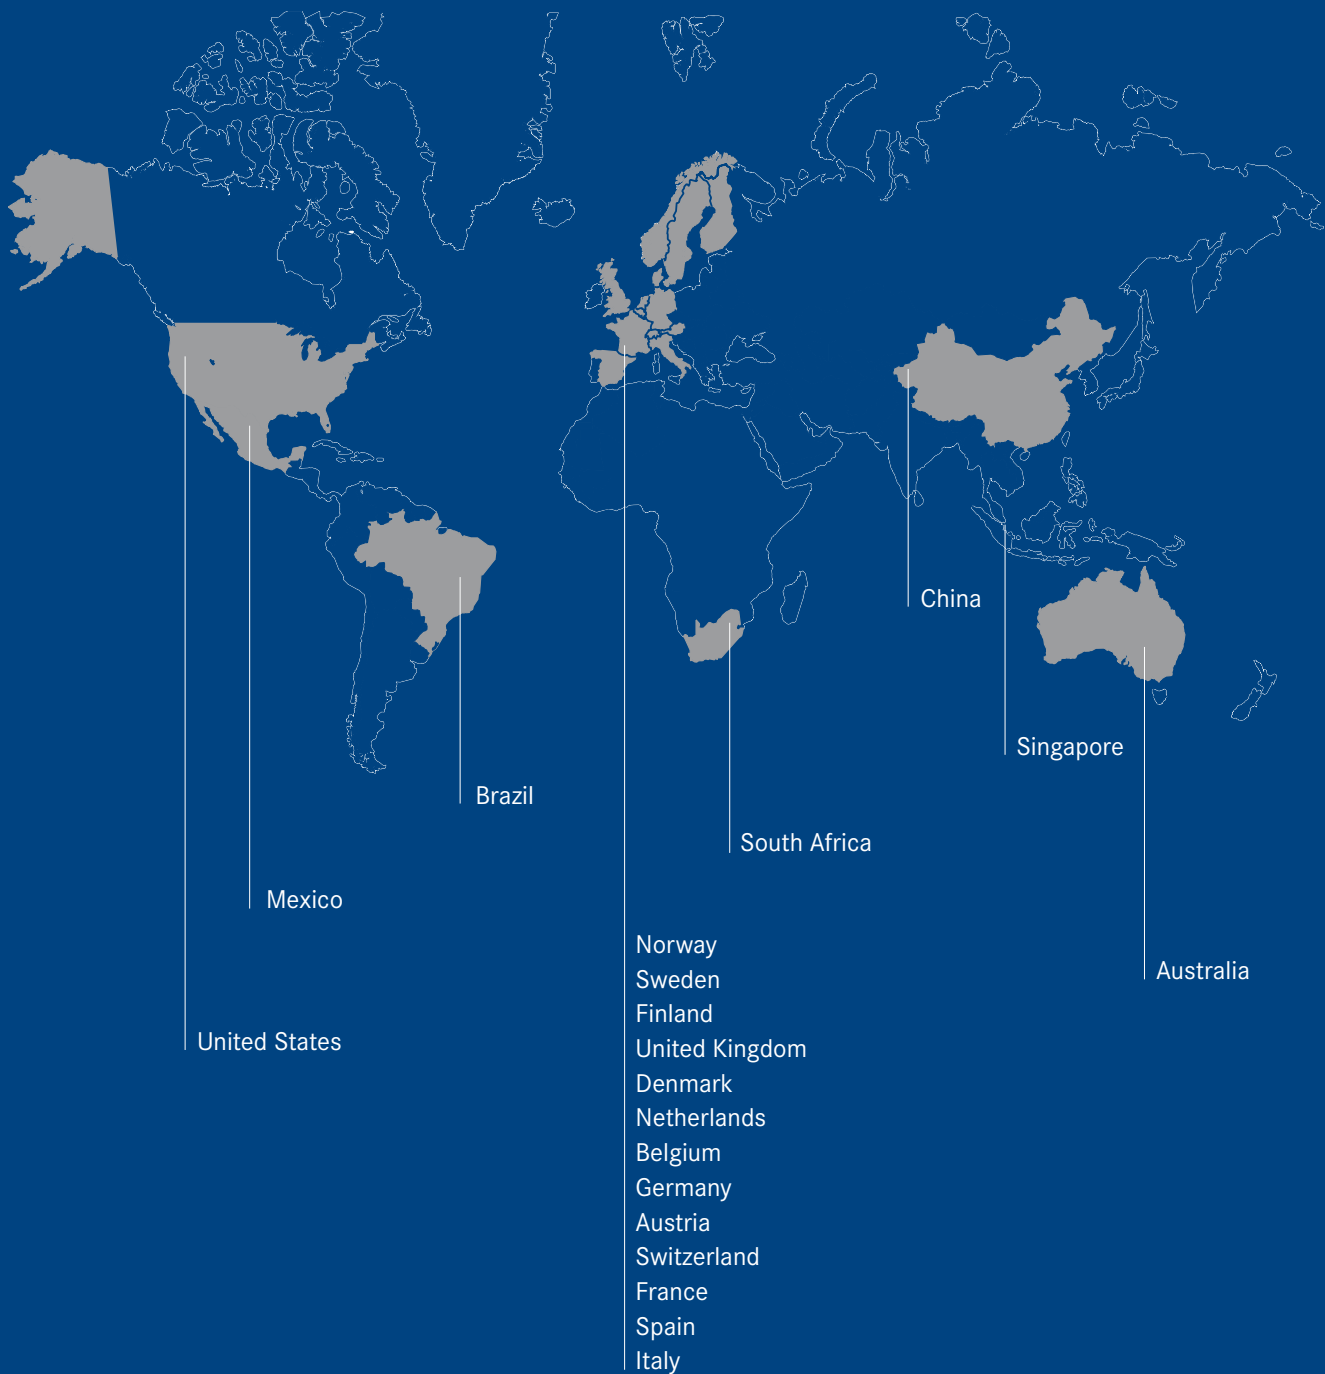 China
Singapore
Brazil
South Africa
Mexico
Norway
Sweden
Australia
Finland
United States
United Kingdom
Denmark
Netherlands
Belgium
Germany
Austria
Switzerland
France
Spain
Italy